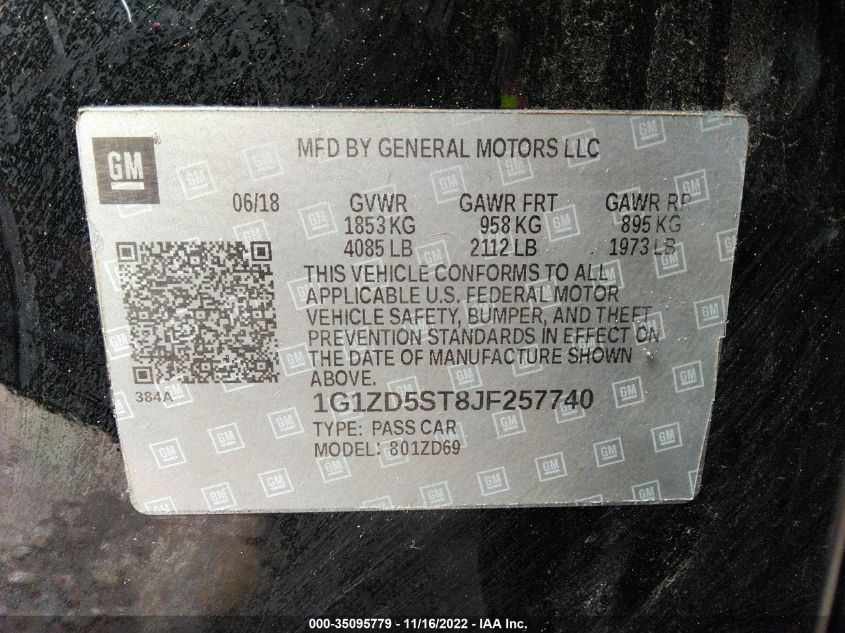 GM
MFD BY GENERAL MOTORS LLC
06/18 GVWR GAWR FRT GAWR RR
1853 KG 958 KG 895 KG
4085 LB 2112 LB 1973 LB
THIS VEHICLE CONFORMS TO ALL
APPLICABLE U.S. FEDERAL MOTOR
VEHICLE SAFETY, BUMPER, AND THEFT
PREVENTION STANDARDS IN EFFECT ON
THE DATE OF MANUFACTURE SHOWN
ABOVE.
384A
1G1ZD5ST8JF257740
TYPE: PASS CAR
MODEL: 801ZD69
000-35095779 - 11/16/2022 - IAA Inc.